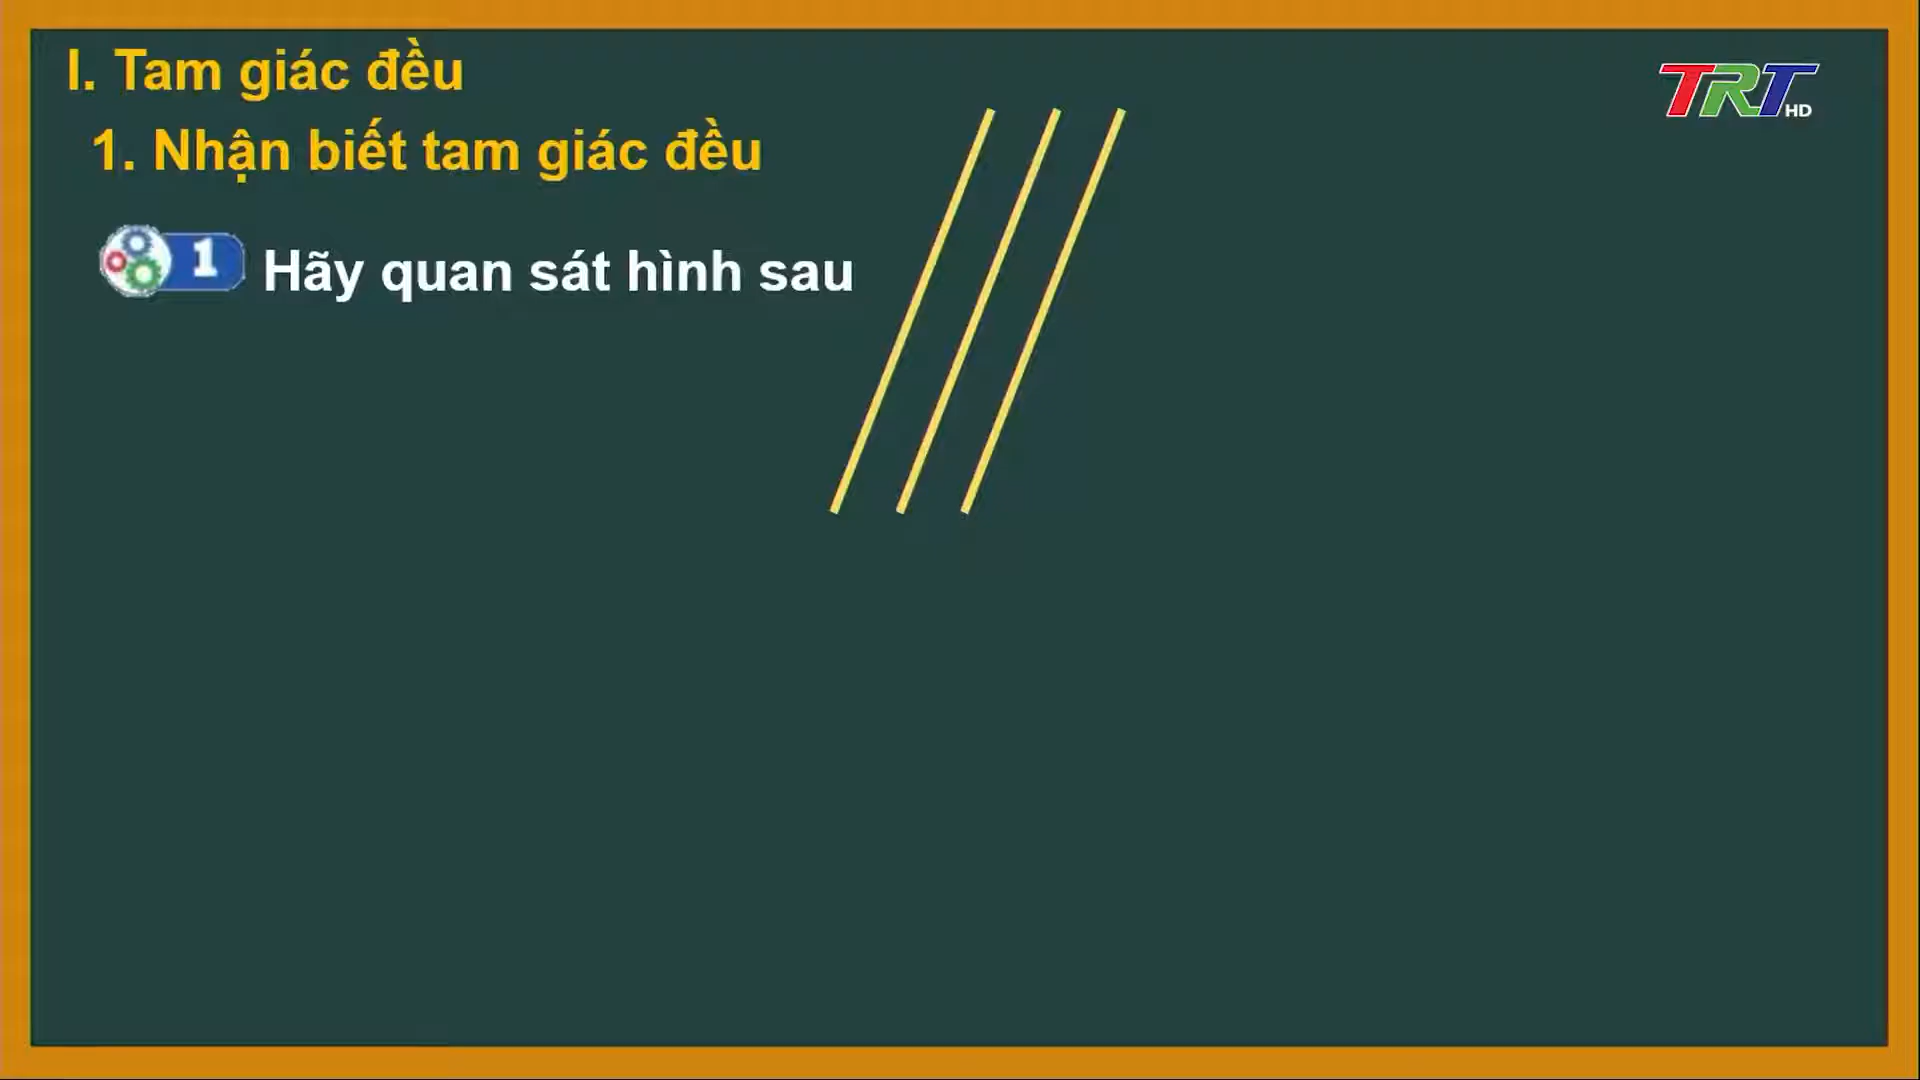 I. Tam giác đều
TRT HD
1. Nhận biết tam giác đều
1 Hãy quan sát hình sau